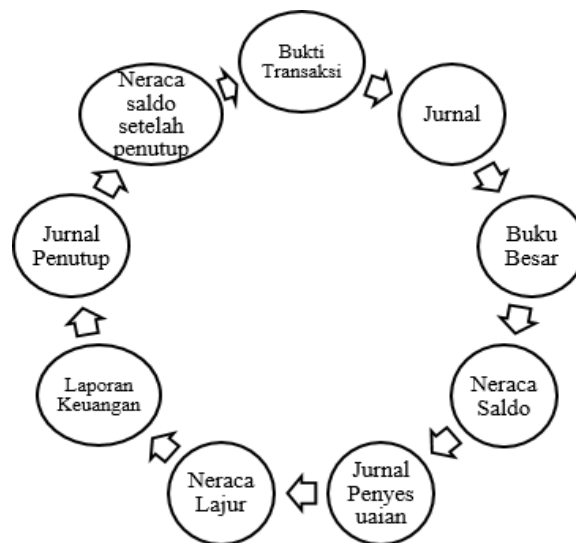 Bukti
Transaksi
Jurnal
Buku
Besar
Neraca
Saldo
Jurnal
Penyes
uaian
Neraca
Lajur
Laporan
Keuangan
Jurnal
Penutup
Neraca
saldo
setelah
penutup